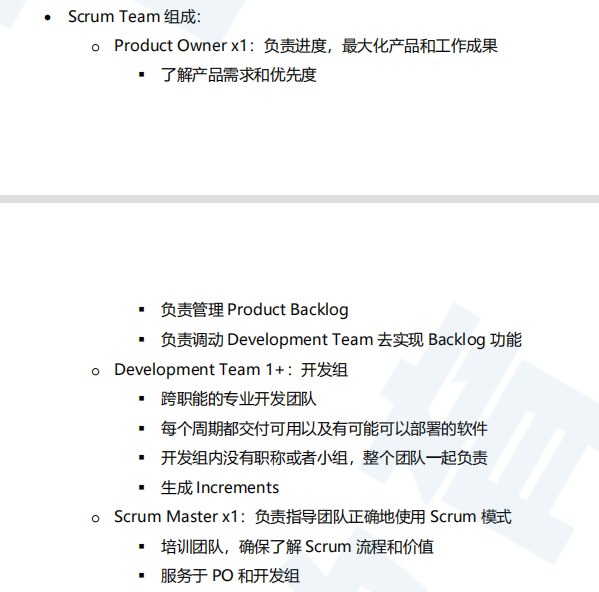 • Scrum Team 组成：
o Product Owner x1：负责进度，最大化产品和工作成果
▪ 了解产品需求和优先度
▪ 负责管理 Product Backlog
▪ 负责调动 Development Team 去实现 Backlog 功能
o Development Team 1+：开发组
▪ 跨职能的专业开发团队
▪ 每个周期都交付可用以及有可能可以部署的软件
▪ 开发组内没有职称或者小组，整个团队一起负责
▪ 生成 Increments
o Scrum Master x1：负责指导团队正确地使用 Scrum 模式
▪ 培训团队，确保了解 Scrum 流程和价值
▪ 服务于 PO 和开发组